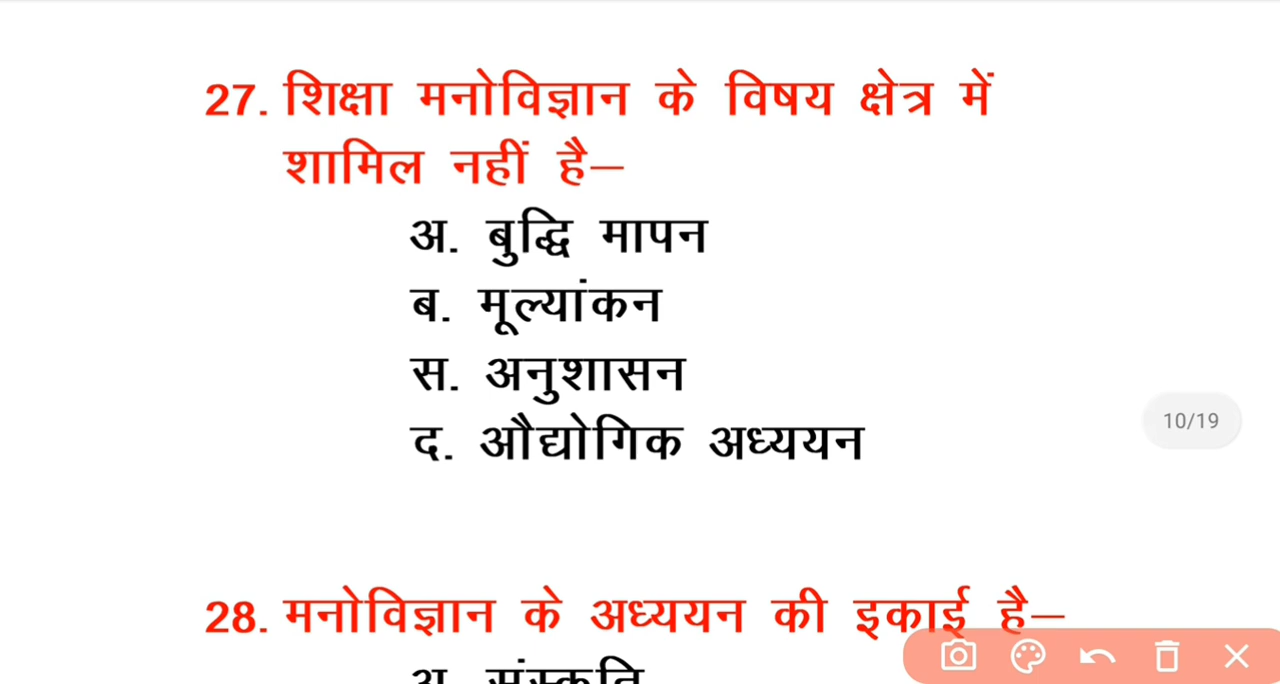 27. शिक्षा मनोविज्ञान के विषय क्षेत्र में
शामिल नहीं है–
अ. बुद्धि मापन
ब. मूल्यांकन
स. अनुशासन
द. औद्योगिक अध्ययन
10/19
28. मनोविज्ञान के अध्ययन की इकाई है–
अ संस्कृति